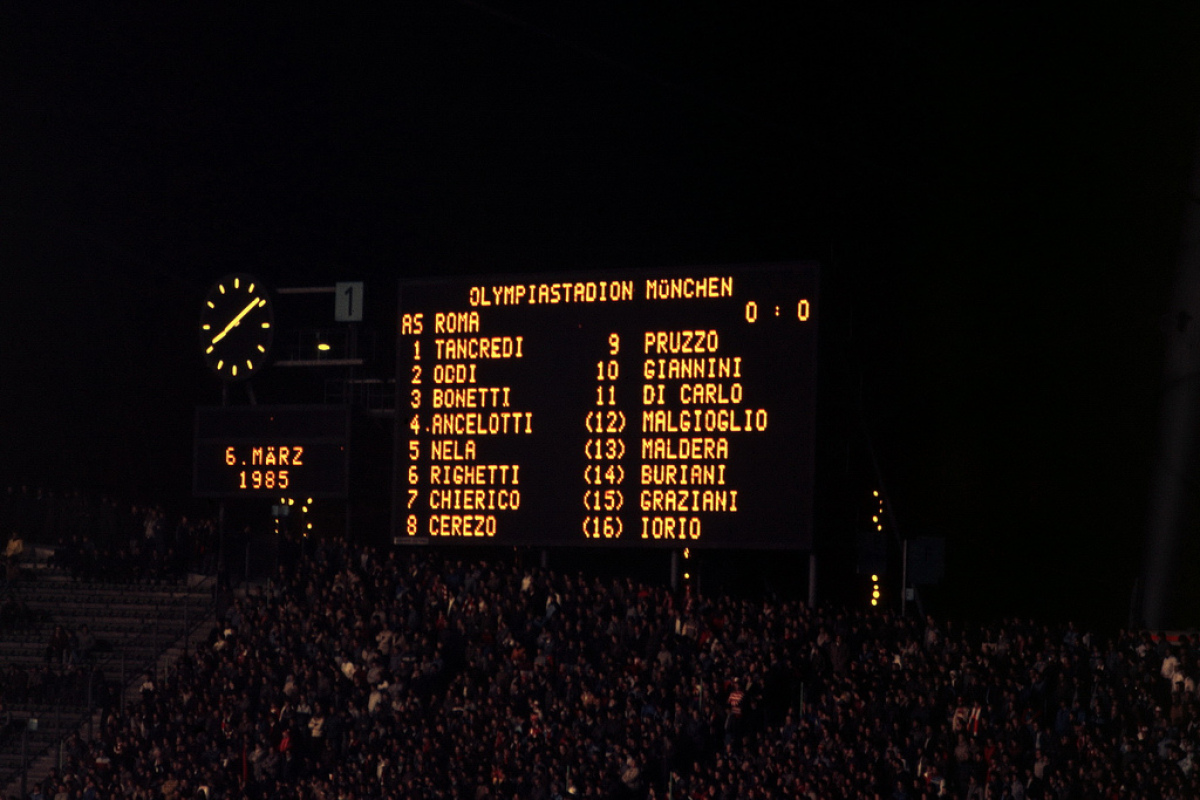 1
OLYMPIASTADION MÜNCHEN
0 : 0
AS ROMA
1 TANCREDI
2 ODDI
3 BONETTI
4 ANCELOTTI
5 NELA
6 RIGHETTI
7 CHIERICO
8 CEREZO
9 PRUZZO
10 GIANNINI
11 DI CARLO
(12) MALGIOGLIO
(13) MALDERA
(14) BURIANI
(15) GRAZIANI
(16) IORIO
6.MÄRZ
1985